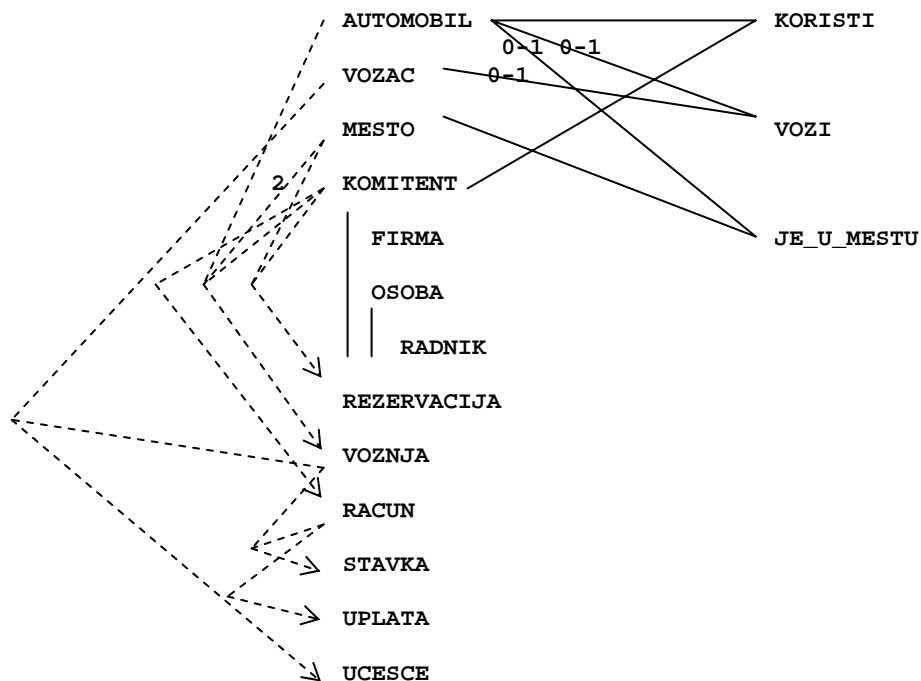 AUTOMOBIL KORISTI
0-1 0-1
VOZAC 0-1
MESTO VOZI
2 KOMITENT
FIRMA JE_U_MESTU
OSOBA
RADNIK
REZERVACIJA
VOZNJA
RACUN
STAVKA
UPLATA
UCESCE